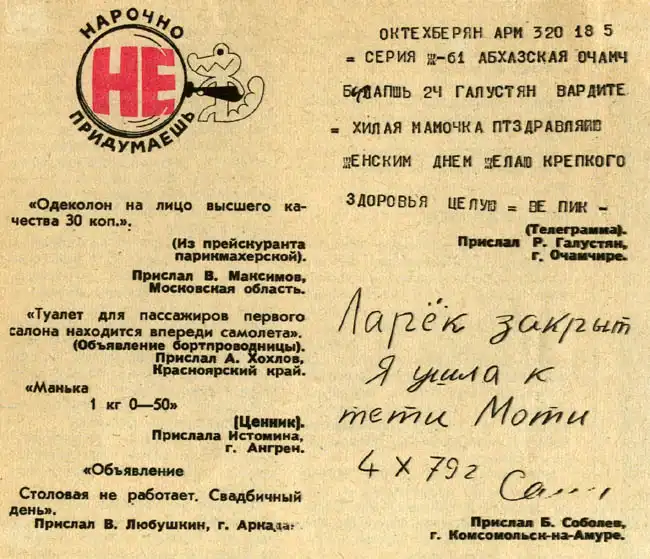 НАРОЧНО
НЕ
ПРИДУМАЕШЬ
«Одеколон на лицо высшего ка-
чества 30 коп.».
(Из прейскуранта
парикмахерской).
Прислал В. Максимов,
Московская область.
«Туалет для пассажиров первого
салона находится впереди самолета».
(Объявление бортпроводницы).
Прислал А. Хохлов,
Красноярский край.
«Манька
1 кг 0—50»
(Ценник).
Прислала Истомина,
г. Ангрен.
«Объявление
Столовая не работает. Свадбичный
день».
Прислал В. Любушкин, г.
ОКТЕХБЕРЯН АРМ 320 18 5
= СЕРИЯ Ж-61 АБХАЗСКАЯ ОЧАМЧ
2Ч ГАЛУСТЯН ВАРДИТЕ
= ХИЛАЯ МАМОЧКА ПТЗДРАВЛЯЮ
ЖЕНСКИМ ДНЕМ ЖЕЛАЮ КРЕПКОГО
ЗДОРОВЬЯ ЦЕЛУЮ = ВЕ ПИК -
(Телеграмма).
Прислал Р. Галустян,
г. Очамчире.
Ларёк закрыт
Я ушла к
тети Моти
4 X 79г
Прислал Б. Соболев,
г. Комсомольск-на-Амуре.